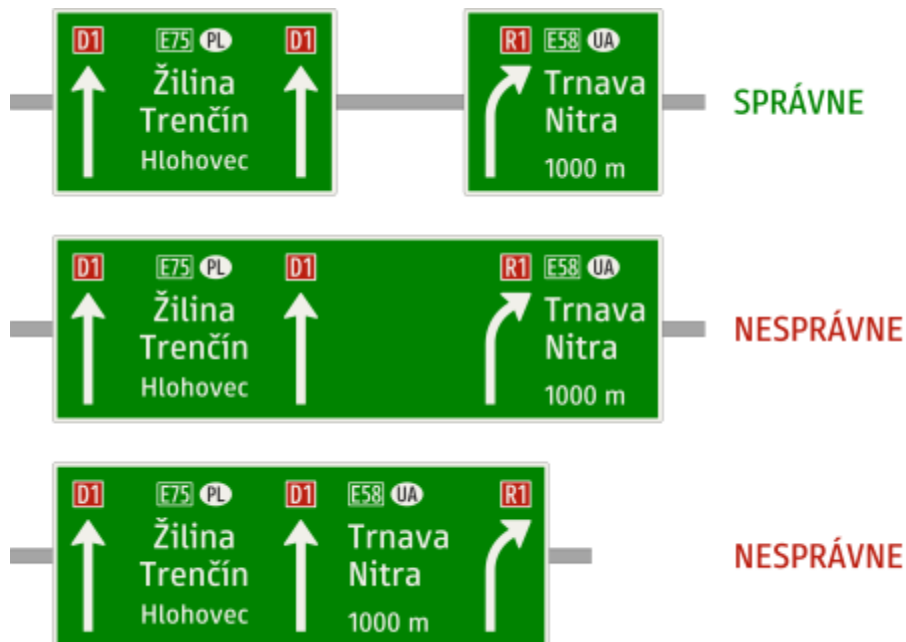 D1 E75 PL D1
Žilina
Trenčín
Hlohovec
R1 E58 UA
Trnava
Nitra
1000 m
SPRÁVNE
D1 E75 PL D1
Žilina
Trenčín
Hlohovec
R1 E58 UA
Trnava
Nitra
1000 m
NESPRÁVNE
D1 E75 PL D1 E58 UA R1
Žilina Trnava
Trenčín Nitra
Hlohovec 1000 m
NESPRÁVNE